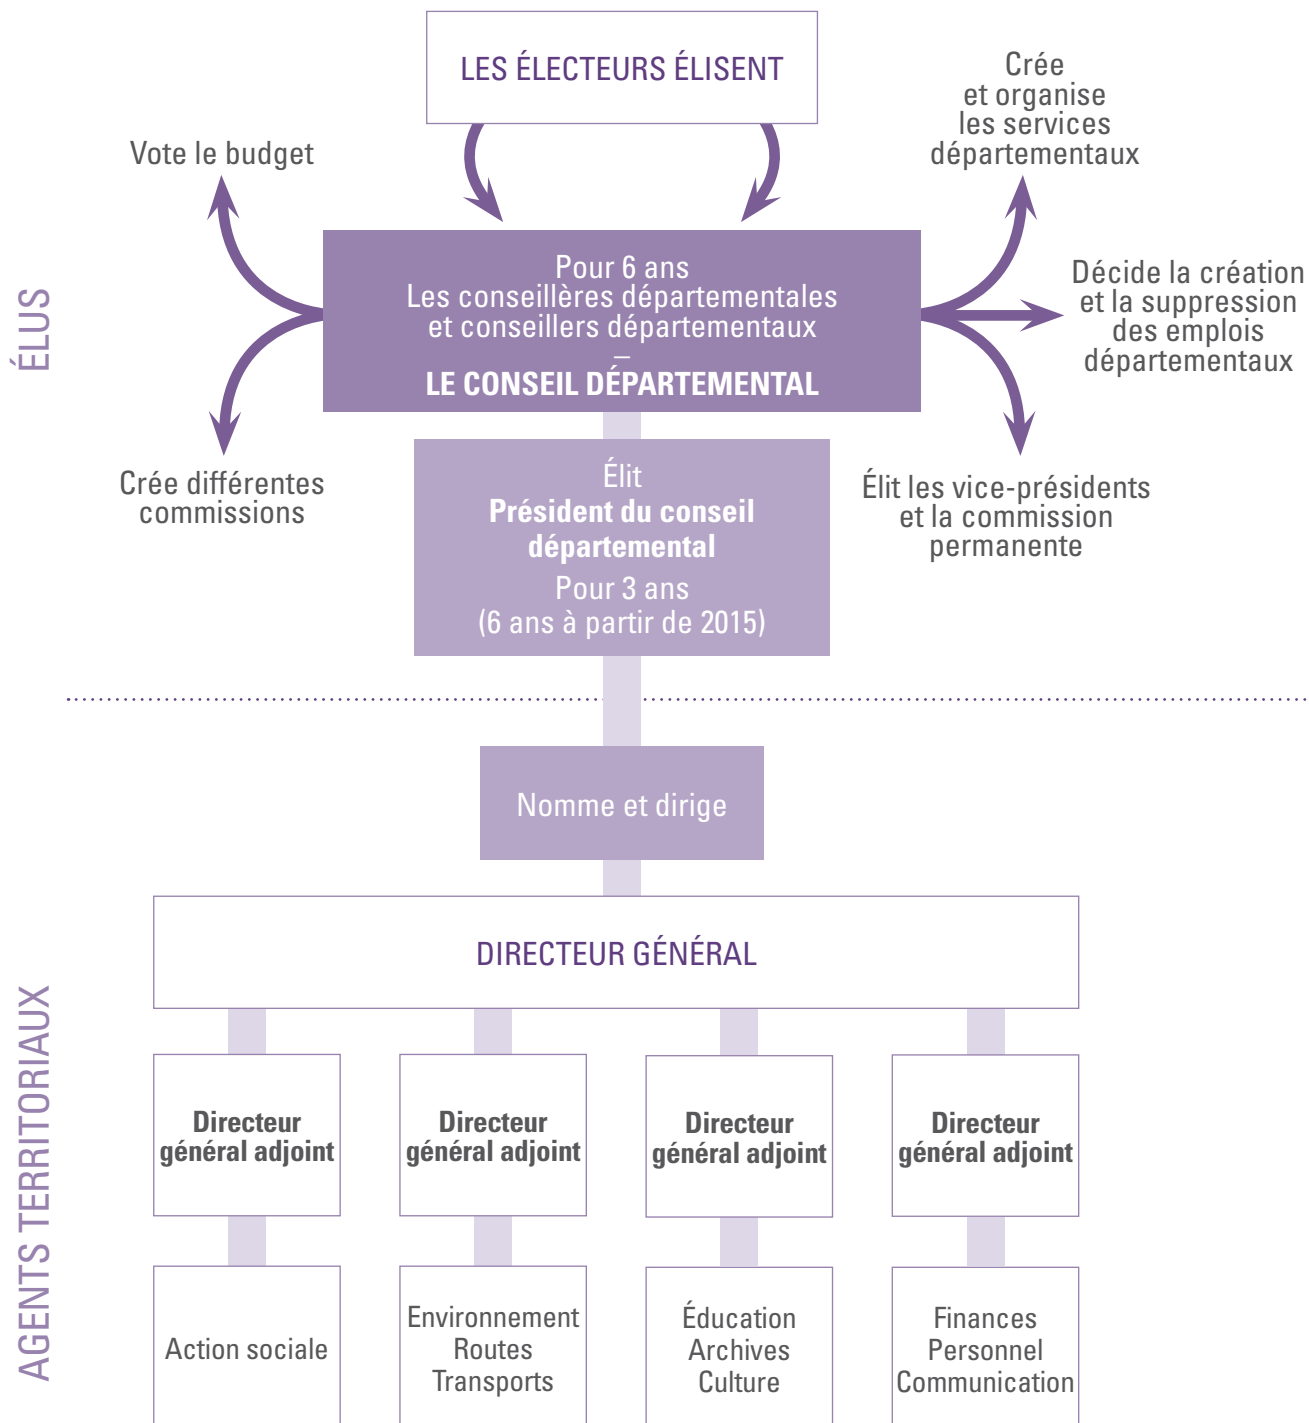 LES ÉLECTEURS ÉLISENT
Vote le budget
Crée
et organise
les services
départementaux
ÉLUS
Pour 6 ans
Les conseillères départementales
et conseillers départementaux
–
LE CONSEIL DÉPARTEMENTAL
Décide la création
et la suppression
des emplois
départementaux
Crée différentes
commissions
Élit
Président du conseil
départemental
Pour 3 ans
(6 ans à partir de 2015)
Élit les vice-présidents
et la commission
permanente
Nomme et dirige
AGENTS TERRITORIAUX
DIRECTEUR GÉNÉRAL
Directeur
général adjoint
Directeur
général adjoint
Directeur
général adjoint
Directeur
général adjoint
Action sociale
Environnement
Routes
Transports
Éducation
Archives
Culture
Finances
Personnel
Communication